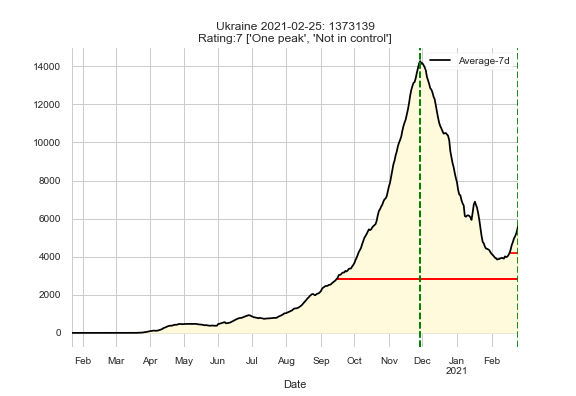 Ukraine 2021-02-25: 1373139
Rating:7 ['One peak', 'Not in control']
Average-7d
14000
12000
10000
8000
6000
4000
2000
0
Feb Mar Apr May Jun Jul Aug Sep Oct Nov Dec Jan Feb
2021
Date